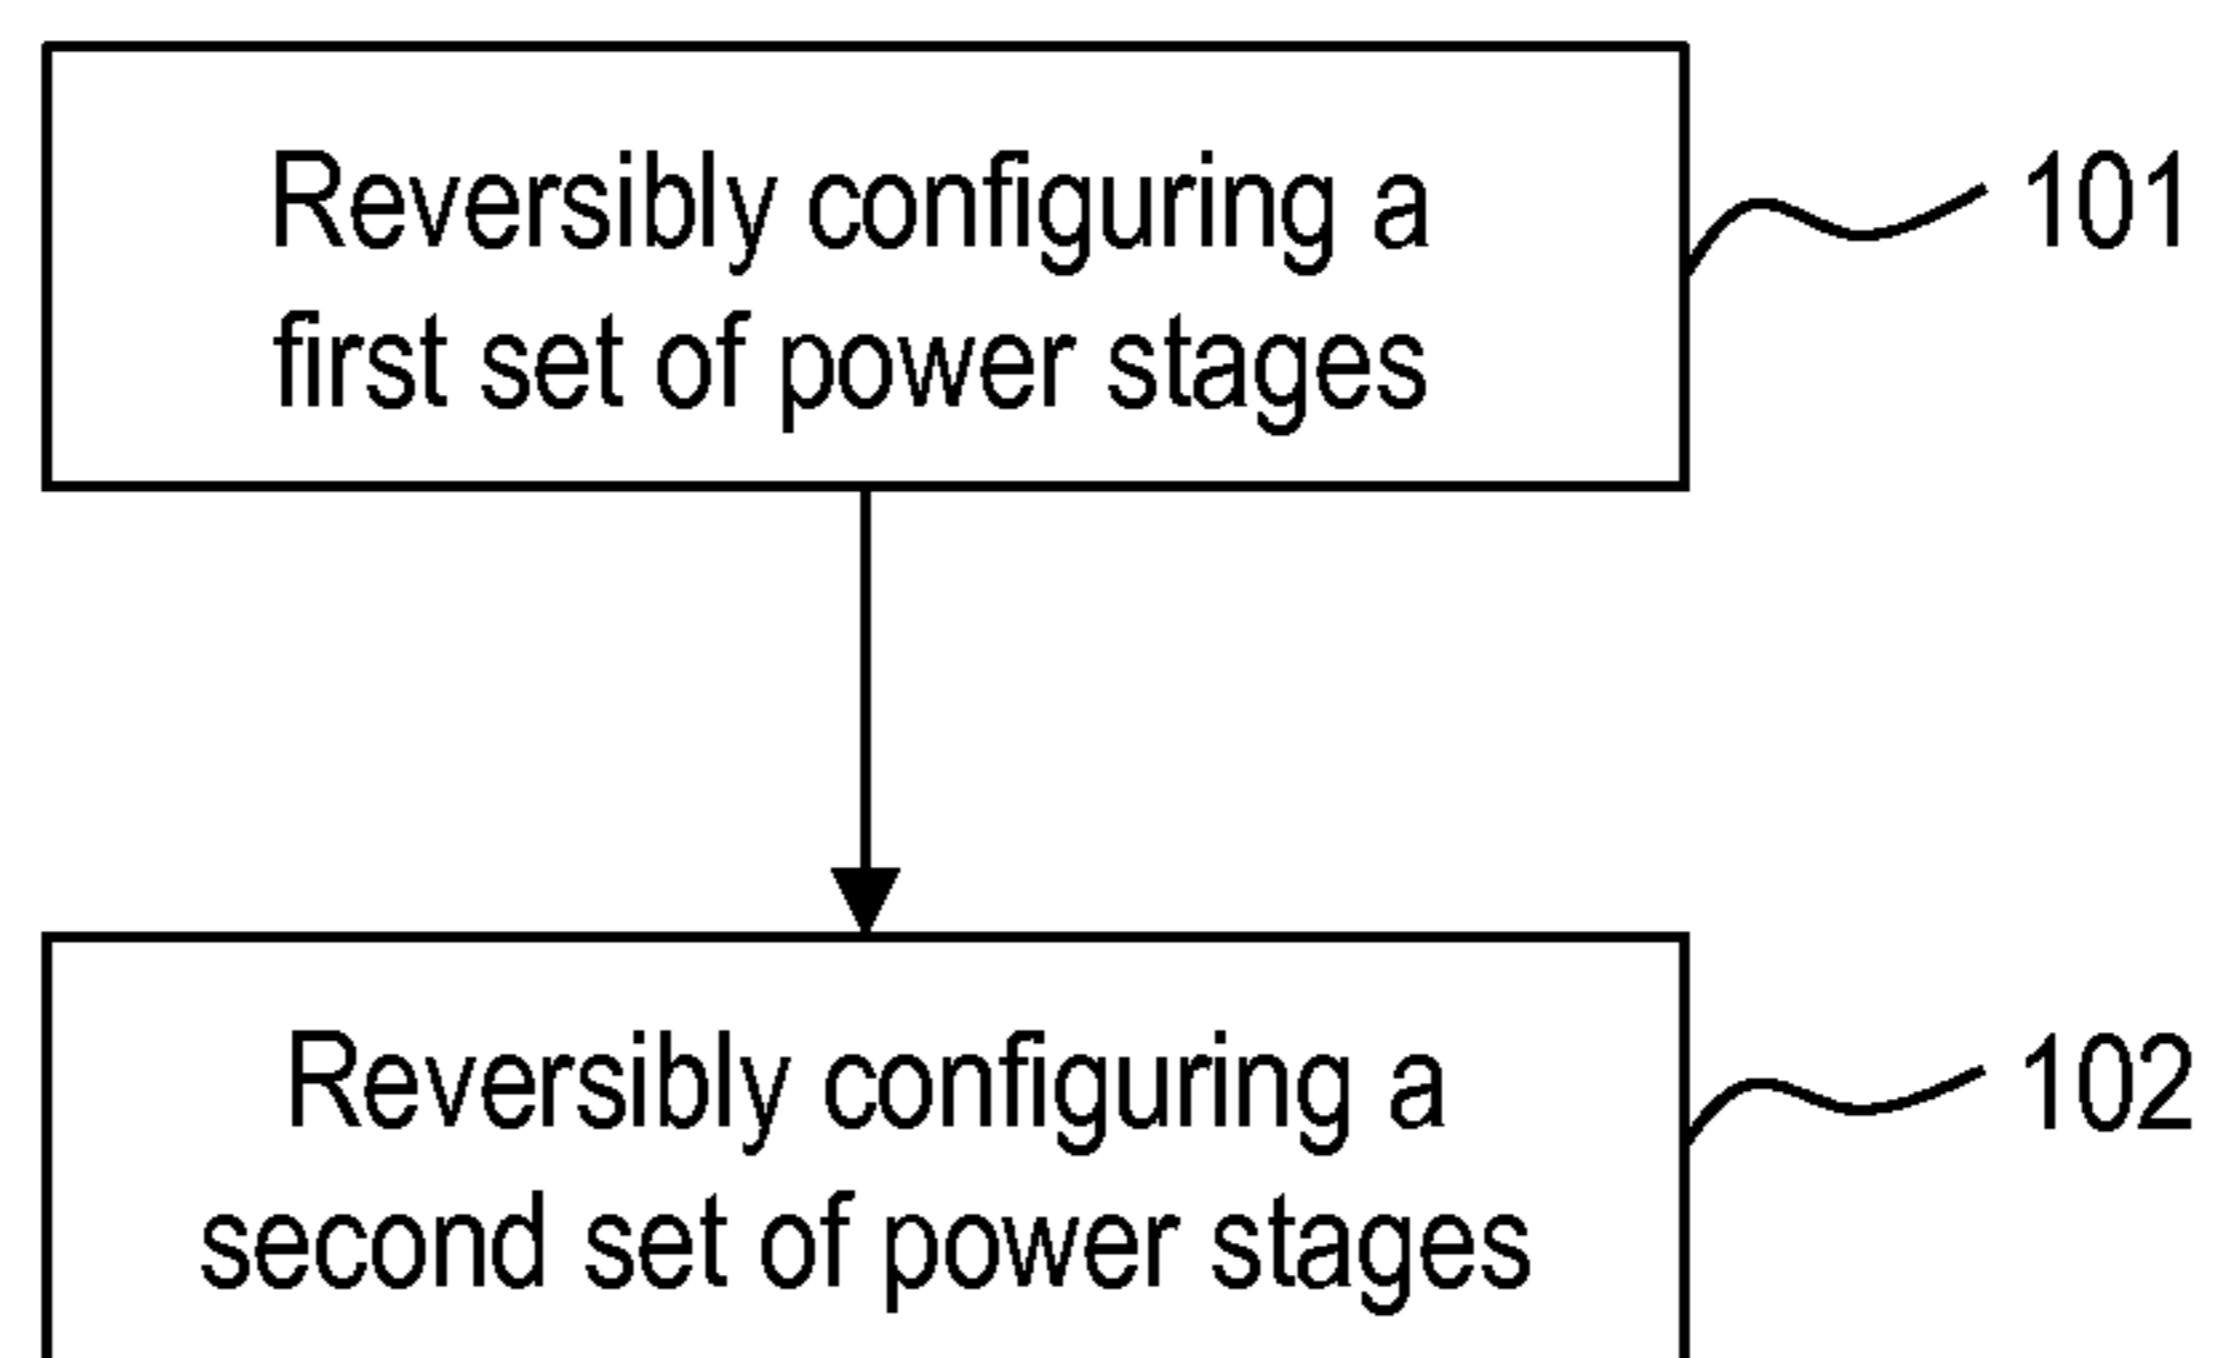 Reversibly configuring a
first set of power stages
101
Reversibly configuring a
second set of power stages
102